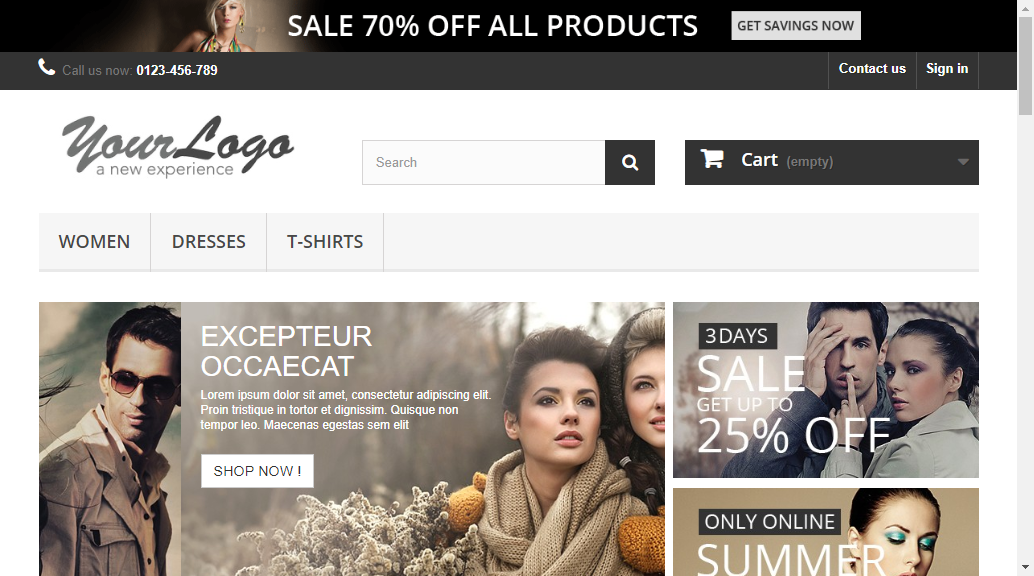 SALE 70% OFF ALL PRODUCTS
GET SAVINGS NOW
Call us now: 0123-456-789
Contact us
Sign in
YourLogo
a new experience
Search
Cart (empty)
WOMEN
DRESSES
T-SHIRTS
EXCEPTEUR
OCCAECAT
Lorem ipsum dolor sit amet, consectetur adipiscing elit.
Proin tristique in tortor et dignissim. Quisque non
tempor leo. Maecenas egestas sem elit
SHOP NOW !
3 DAYS
SALE
GET UP TO
25% OFF
ONLY ONLINE
SUMMER